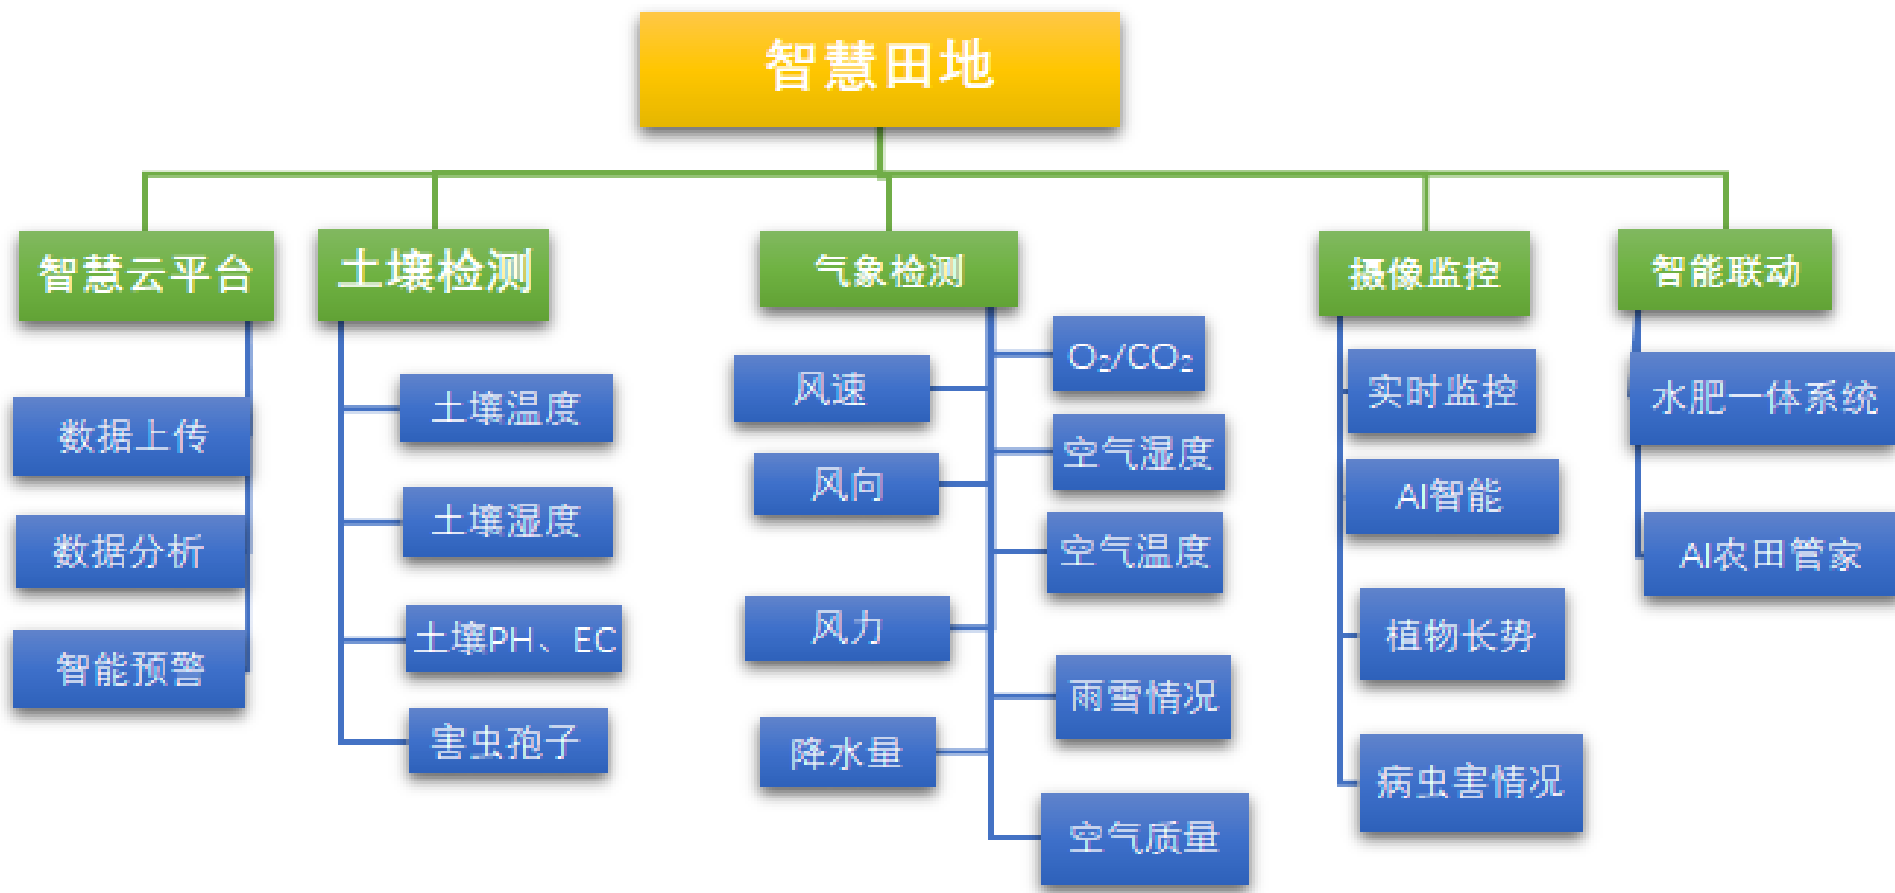 智慧田地
智慧云平台
数据上传
数据分析
智能预警
土壤检测
土壤温度
土壤湿度
土壤PH、EC
害虫孢子
气象检测
风速
风向
风力
降水量
O₂/CO₂
空气湿度
空气温度
雨雪情况
空气质量
摄像监控
实时监控
AI智能
植物长势
病虫害情况
智能联动
水肥一体系统
AI农田管家